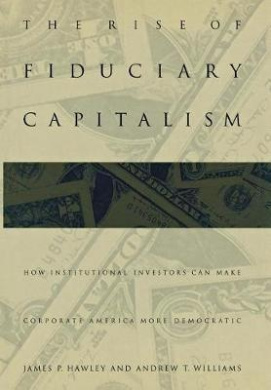 THE RISE OF
FIDUCIARY
CAPITALISM
HOW INSTITUTIONAL INVESTORS CAN MAKE
CORPORATE AMERICA MORE DEMOCRATIC
JAMES P. HAWLEY AND ANDREW T. WILLIAMS